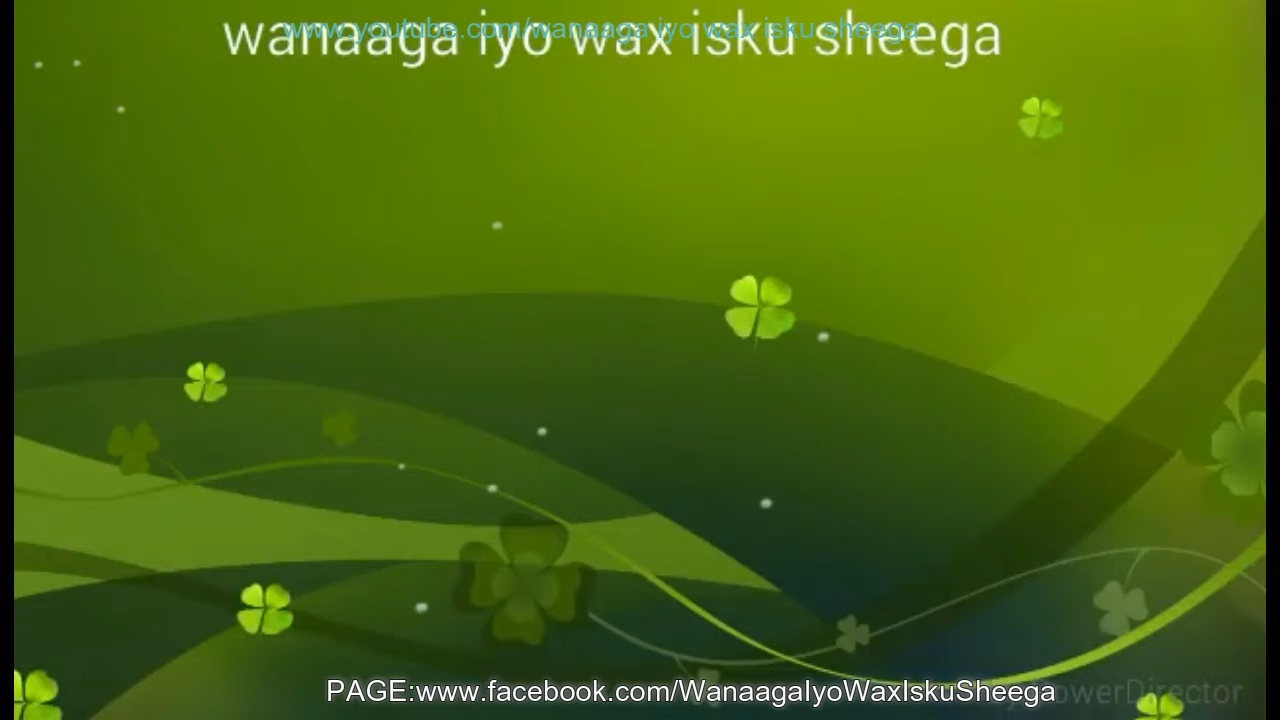 www.youtube.com/wanaaga iyo wax isku sheega
wanaaga iyo wax isku sheega
PAGE:www.facebook.com/WanaagaIyoWaxIskuSheega
PowerDirector